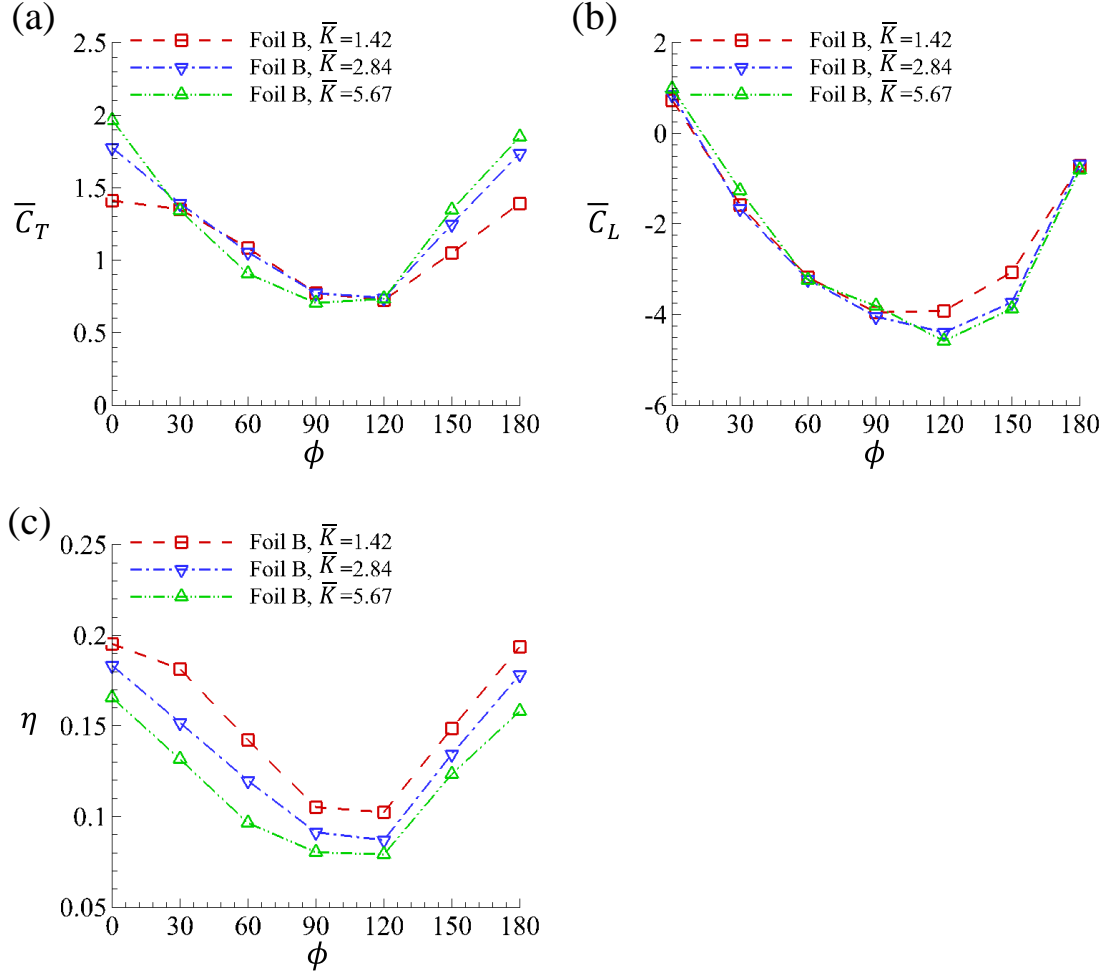 (a)
2.5
2
1.5
1
0.5
0
C̅_T
Foil B, K̅=1.42
Foil B, K̅=2.84
Foil B, K̅=5.67
0 30 60 90 120 150 180
ϕ
(b)
2
0
-2
-4
-6
C̅_L
Foil B, K̅=1.42
Foil B, K̅=2.84
Foil B, K̅=5.67
0 30 60 90 120 150 180
ϕ
(c)
0.25
0.2
0.15
0.1
0.05
η
Foil B, K̅=1.42
Foil B, K̅=2.84
Foil B, K̅=5.67
0 30 60 90 120 150 180
ϕ